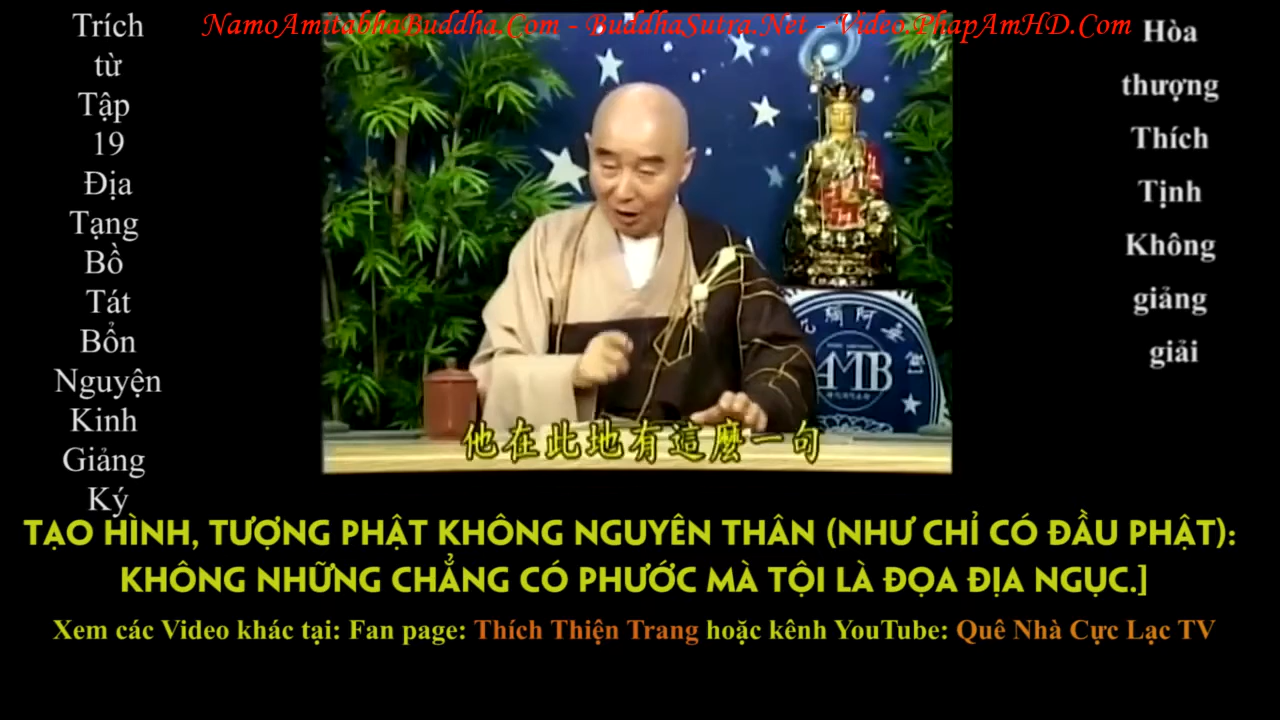 NamoAmitabhaBuddha.Com - BuddhaSutra.Net - Video.PhapAmHD.Com
Trích
từ
Tập
19
Địa
Tạng
Bồ
Tát
Bổn
Nguyện
Kinh
Giảng
Ký
Hòa
thượng
Thích
Tịnh
Không
giảng
giải
阿彌
AMTB
他在此地有這麼一句
TẠO HÌNH, TƯỢNG PHẬT KHÔNG NGUYÊN THÂN (NHƯ CHỈ CÓ ĐẦU PHẬT):
KHÔNG NHỮNG CHẲNG CÓ PHƯỚC MÀ TỘI LÀ ĐỌA ĐỊA NGỤC.]
Xem các Video khác tại: Fan page: Thích Thiện Trang hoặc kênh YouTube: Quê Nhà Cực Lạc TV